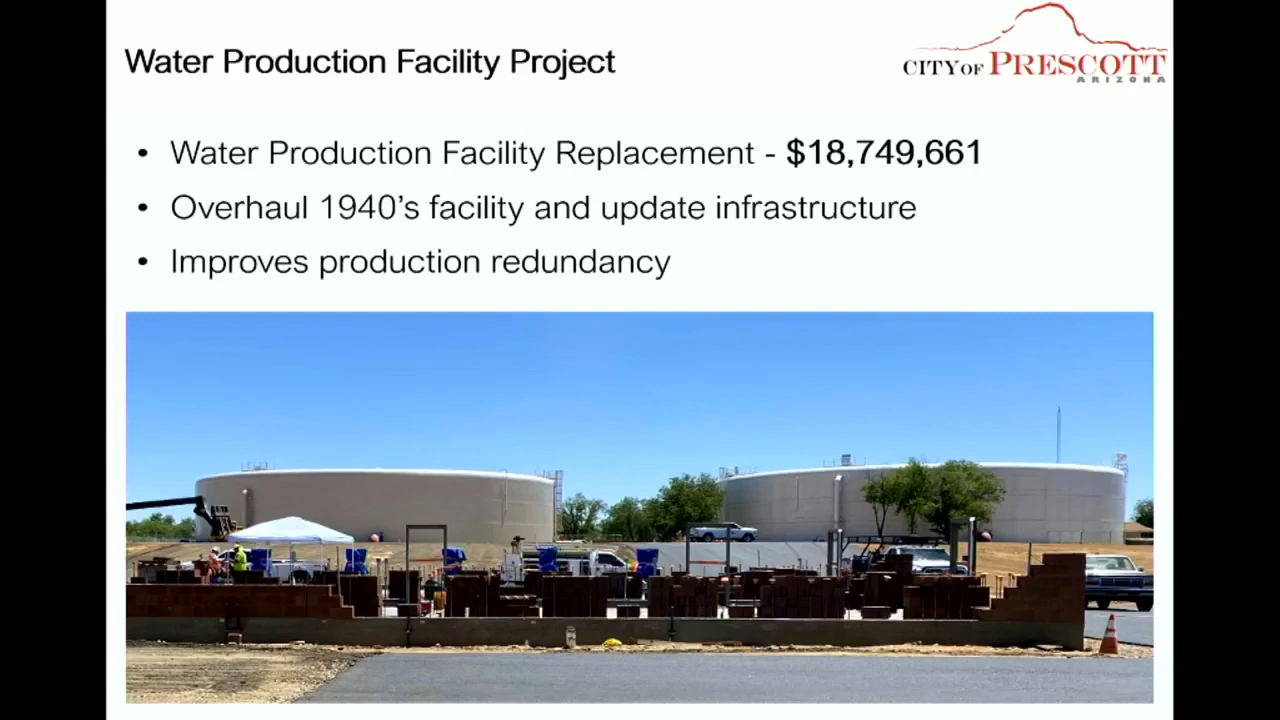 Water Production Facility Project
CITY OF PRESCOTT
ARIZONA
• Water Production Facility Replacement - $18,749,661
• Overhaul 1940’s facility and update infrastructure
• Improves production redundancy